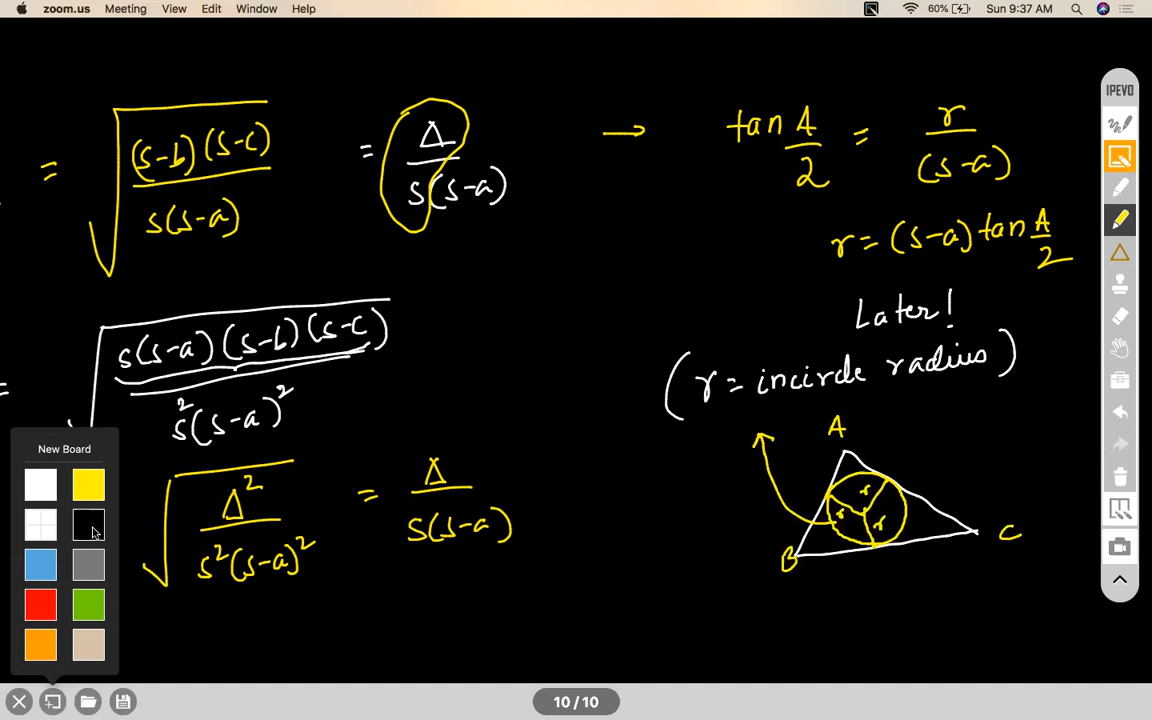 zoom.us Meeting View Edit Window Help
60% Sun 9:37 AM
IPEVO
= √((s-b)(s-c) / s(s-a)) = Δ / s(s-a) → tan A/2 = r / (s-a)
r = (s-a) tan A/2
= √(s(s-a)(s-b)(s-c) / s²(s-a)²)
Later!
(r = incircle radius)
New Board
√(Δ² / s²(s-a)²) = Δ / s(s-a)
A
r r
r
B C
10/10